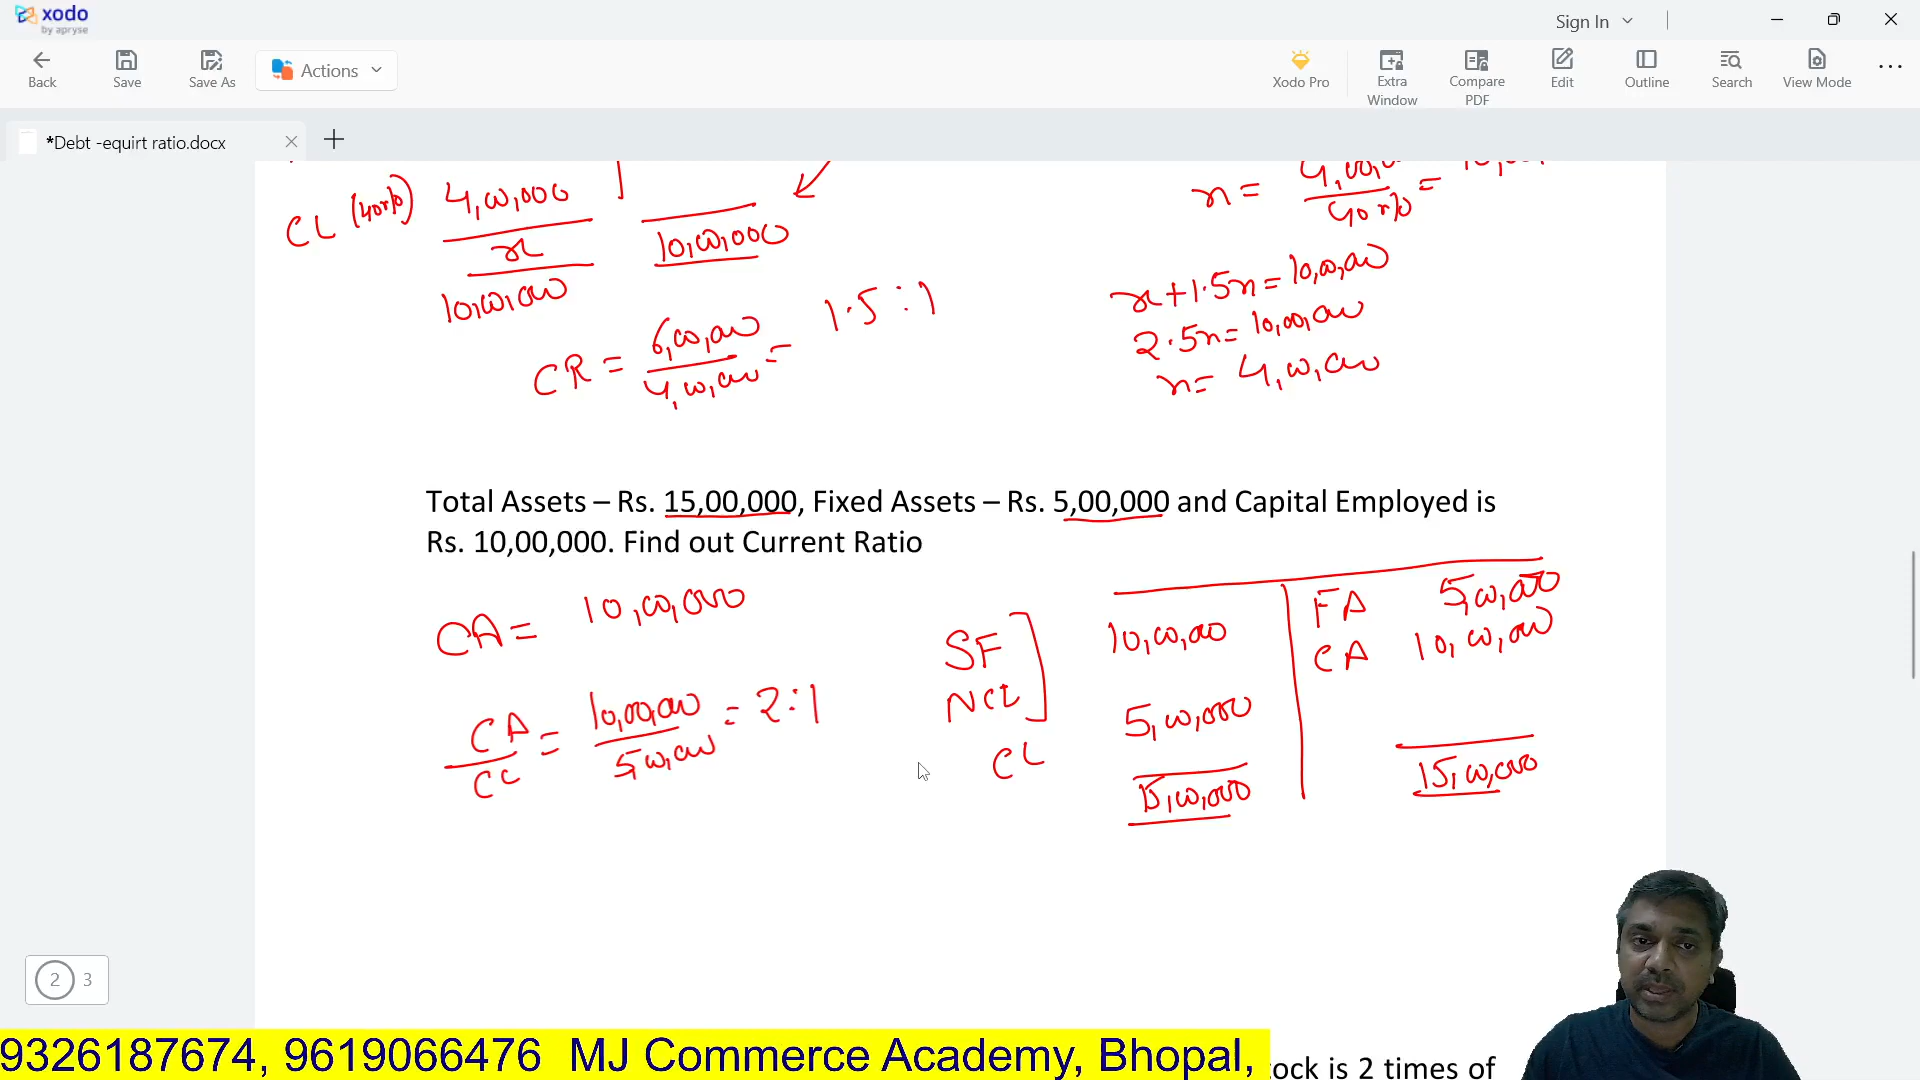 xodo
by apryse
Sign In
Back
Save
Save As
Actions
Xodo Pro
Extra Window
Compare PDF
Edit
Outline
Search
View Mode
*Debt -equirt ratio.docx
CL (40%) 4,00,000
x
10,00,000
10,00,000
CR = 6,00,000 / 4,00,000 = 1.5 : 1
x = 4,00,000 / 40% =
x + 1.5x = 10,00,000
2.5x = 10,00,000
x = 4,00,000
Total Assets – Rs. 15,00,000, Fixed Assets – Rs. 5,00,000 and Capital Employed is
Rs. 10,00,000. Find out Current Ratio
CA = 10,00,000
CA / CL = 10,00,000 / 5,00,000 = 2:1
SF
NCL
10,00,000
CL 5,00,000
15,00,000
FA 5,00,000
CA 10,00,000
15,00,000
2 3
9326187674, 9619066476 MJ Commerce Academy, Bhopal,
ock is 2 times of